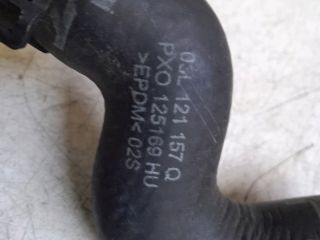 03L 121 157 Q
PXO 125169 HU
>EPDM< 02S